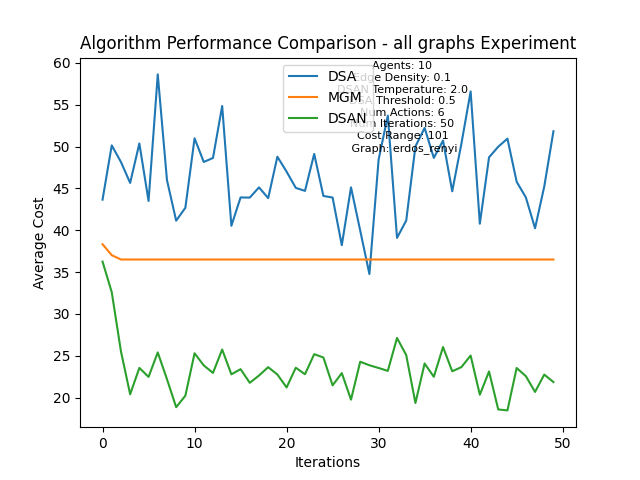 Algorithm Performance Comparison - all graphs Experiment
Agents: 10
Edge Density: 0.1
DSAN Temperature: 2.0
DSA Threshold: 0.5
Num Actions: 6
Num Iterations: 50
Cost Range: 101
Graph: erdos_renyi
DSA
MGM
DSAN
Average Cost
60
55
50
45
40
35
30
25
20
0 10 20 30 40 50
Iterations